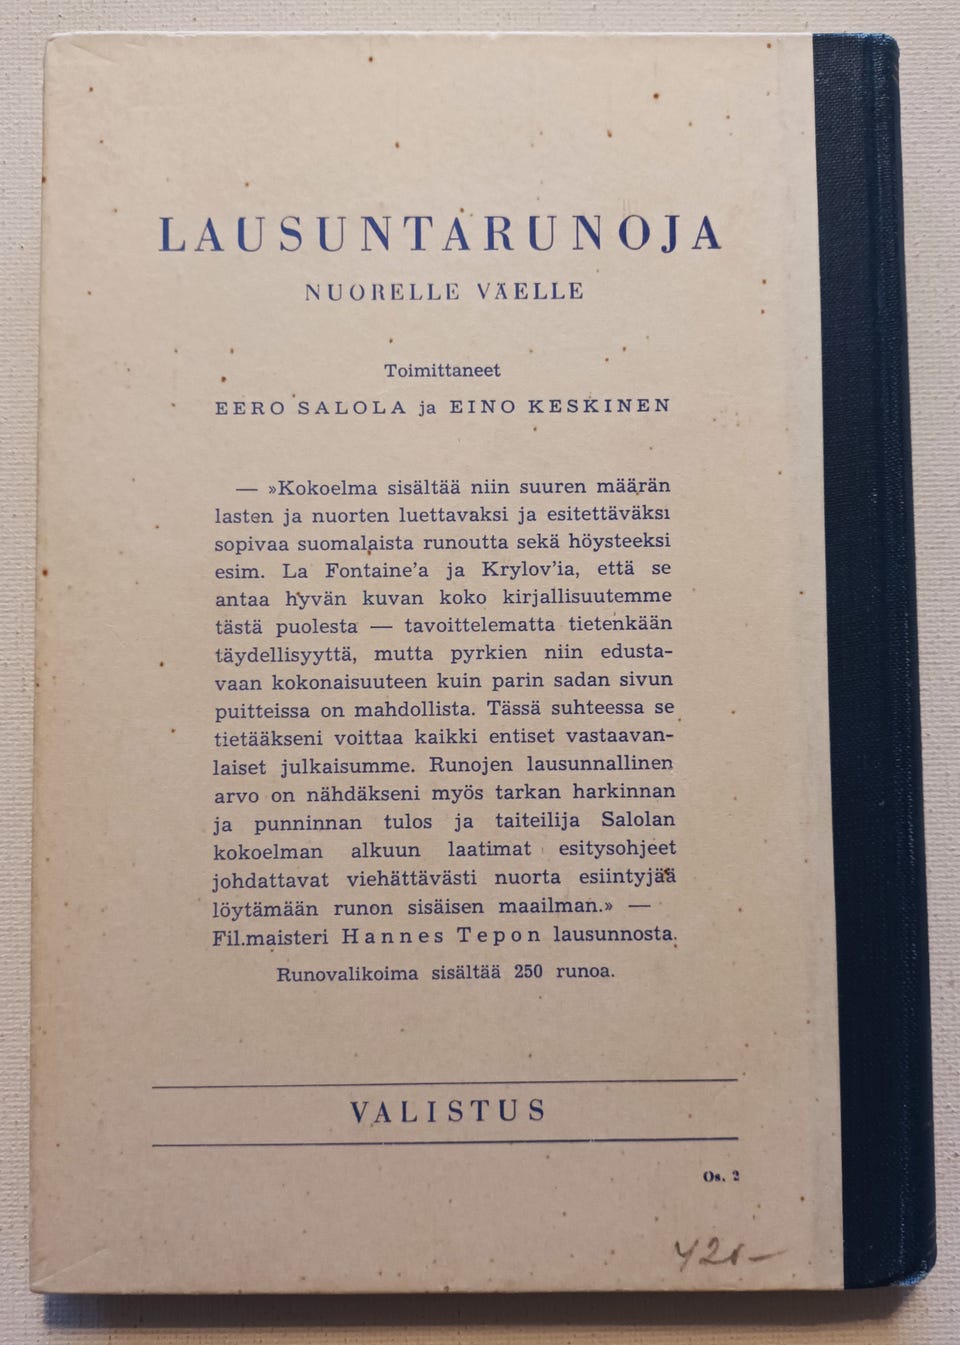 LAUSUNTARUNOJA
NUORELLE VÄELLE
Toimittaneet
EERO SALOLA ja EINO KESKINEN
— »Kokoelma sisältää niin suuren määrän
lasten ja nuorten luettavaksi ja esitettäväksi
sopivaa suomalaista runoutta sekä höysteeksi
esim. La Fontaine'a ja Krylov'ia, että se
antaa hyvän kuvan koko kirjallisuutemme
tästä puolesta — tavoittelematta tietenkään
täydellisyyttä, mutta pyrkien niin edusta-
vaan kokonaisuuteen kuin parin sadan sivun
puitteissa on mahdollista. Tässä suhteessa se
tietääkseni voittaa kaikki entiset vastaavan-
laiset julkaisumme. Runojen lausunnallinen
arvo on nähdäkseni myös tarkan harkinnan
ja punninnan tulos ja taiteilija Salolan
kokoelman alkuun laatimat esitysohjeet
johdattavat viehättävästi nuorta esiintyjää
löytämään runon sisäisen maailman.» —
Fil.maisteri Hannes Tepon lausunnosta.
Runovalikoima sisältää 250 runoa.
VALISTUS
Os. 2